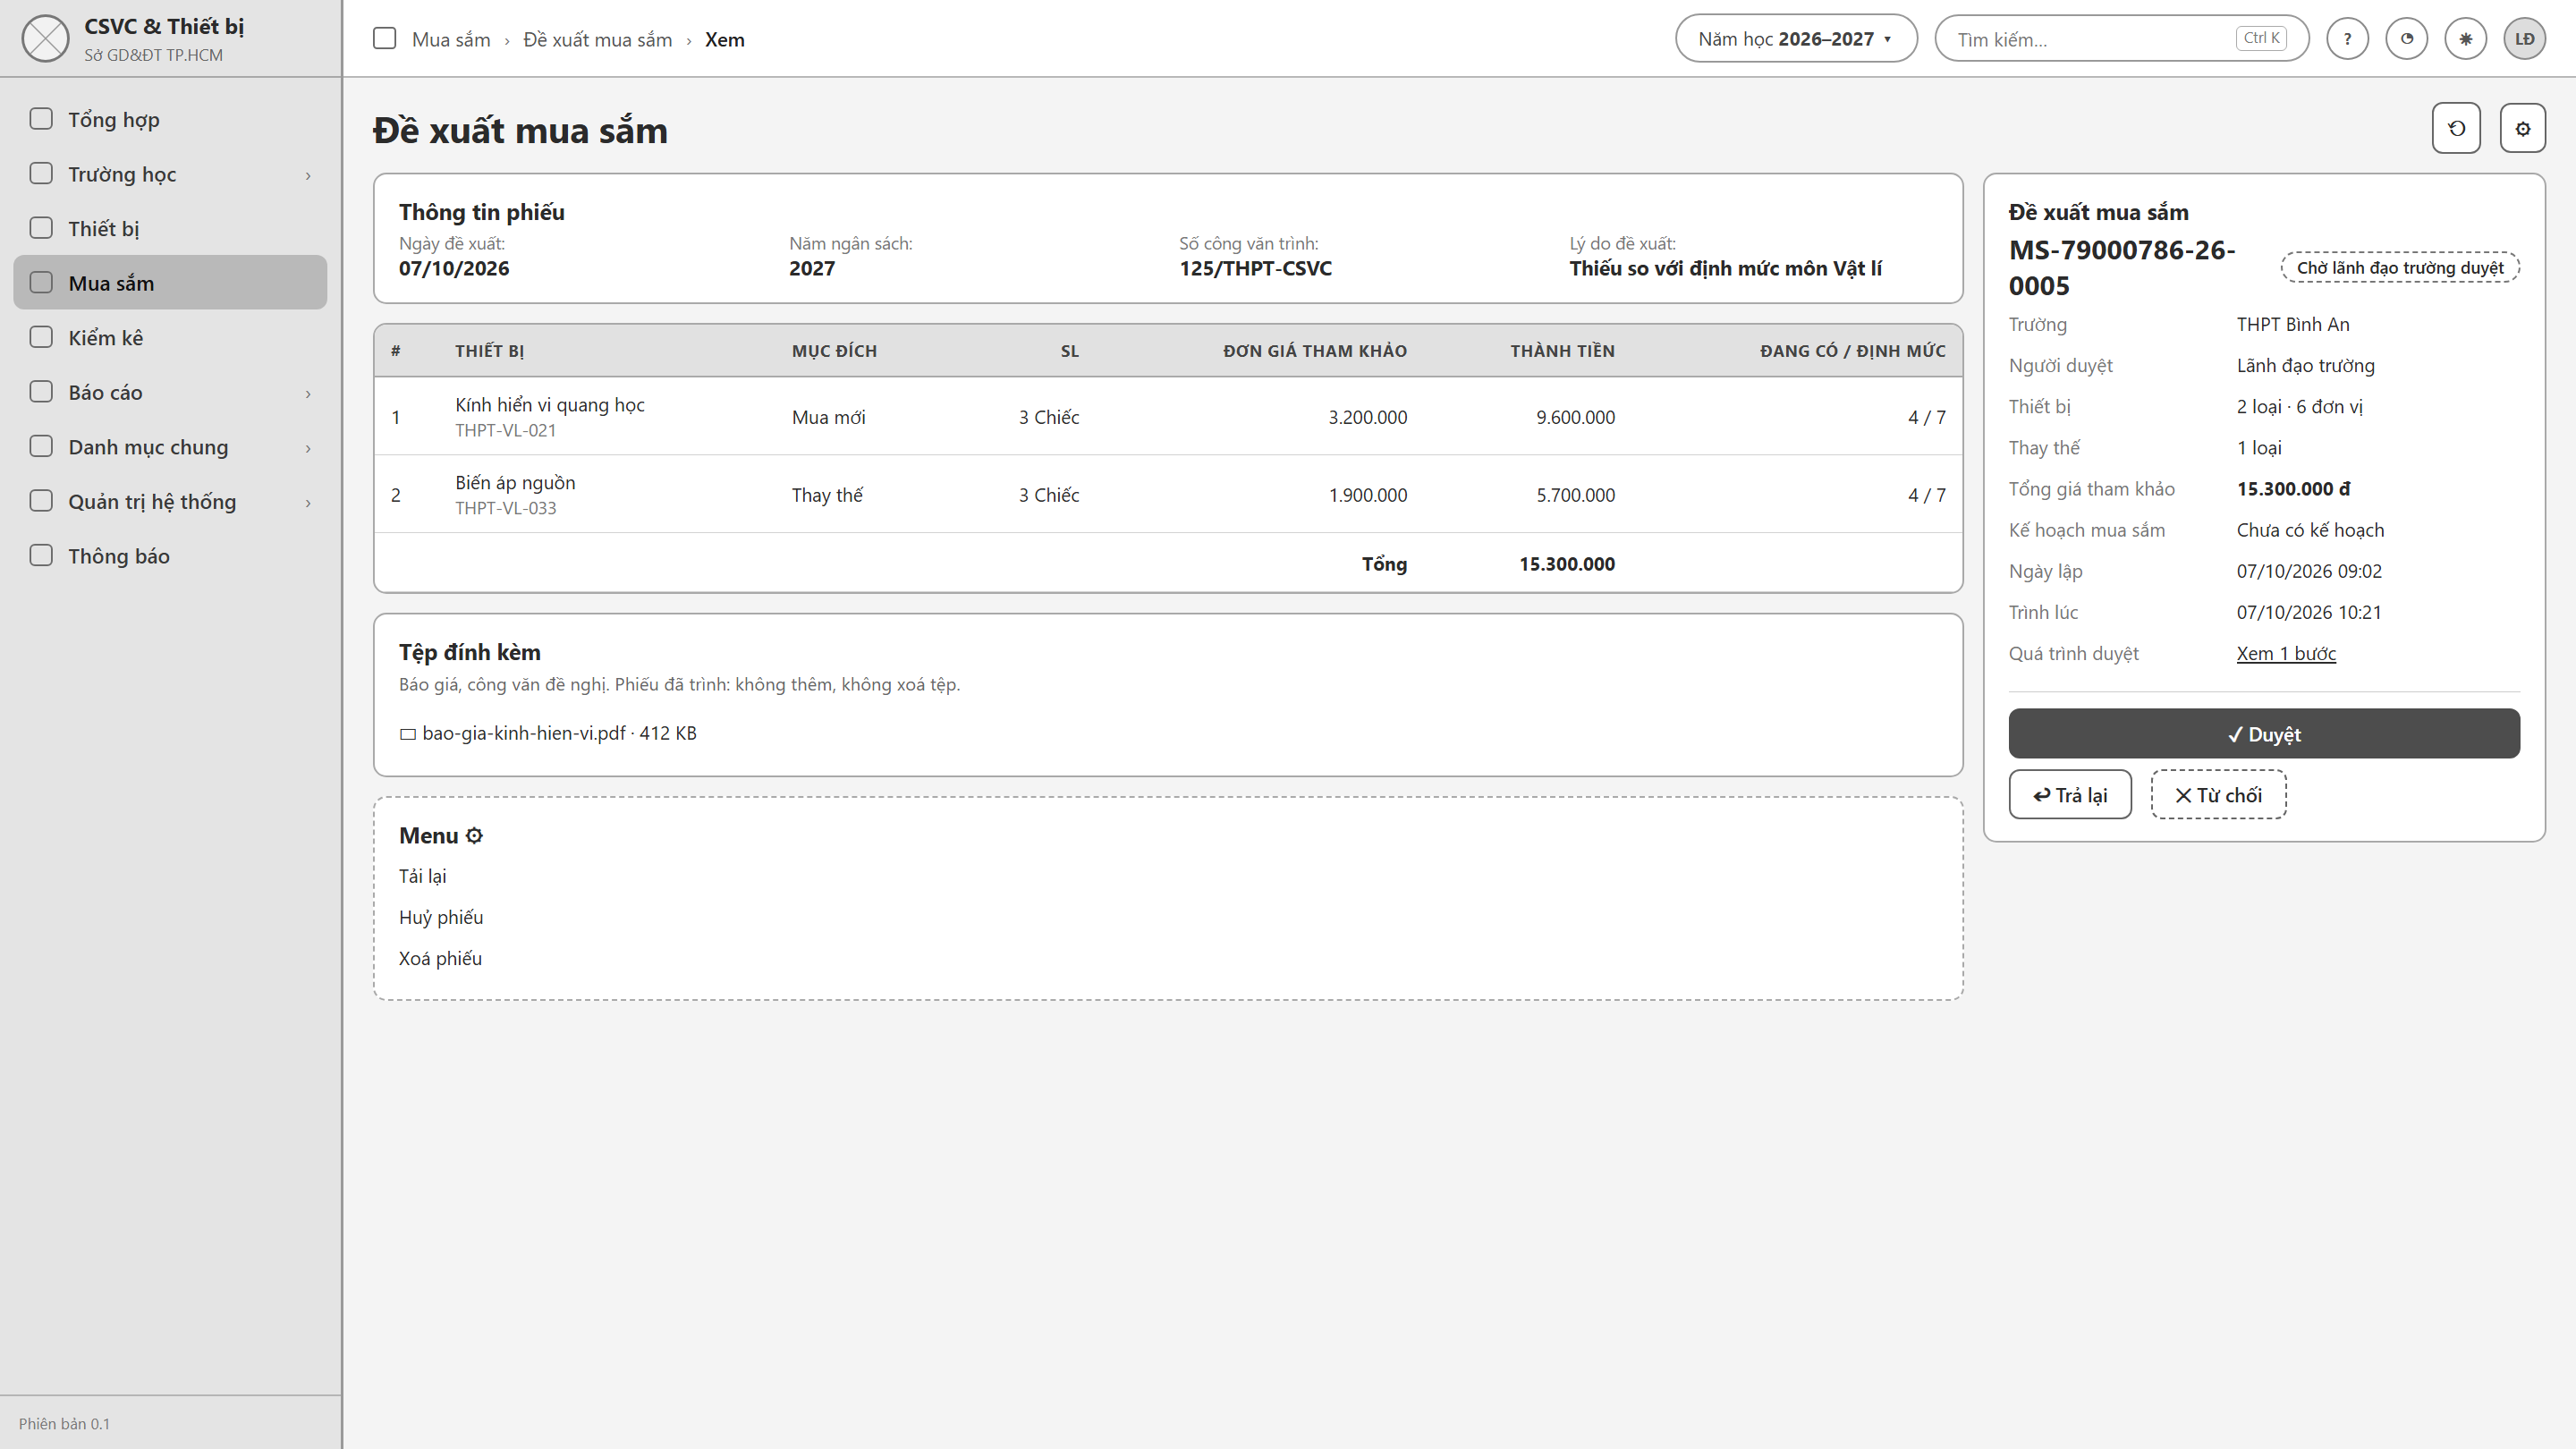 CSVC & Thiết bị
Sở GD&ĐT TP.HCM
Tổng hợp
Trường học
Thiết bị
Mua sắm
Kiểm kê
Báo cáo
Danh mục chung
Quản trị hệ thống
Thông báo
Phiên bản 0.1
Mua sắm › Đề xuất mua sắm › Xem
Năm học 2026–2027
Tìm kiếm...
Ctrl K
?
LĐ
Đề xuất mua sắm
Thông tin phiếu
Ngày đề xuất: Năm ngân sách: Số công văn trình: Lý do đề xuất:
07/10/2026 2027 125/THPT-CSVC Thiếu so với định mức môn Vật lí
# THIẾT BỊ MỤC ĐÍCH SL ĐƠN GIÁ THAM KHẢO THÀNH TIỀN ĐANG CÓ / ĐỊNH MỨC
1 Kính hiển vi quang học Mua mới 3 Chiếc 3.200.000 9.600.000 4 / 7
THPT-VL-021
2 Biến áp nguồn Thay thế 3 Chiếc 1.900.000 5.700.000 4 / 7
THPT-VL-033
Tổng 15.300.000
Tệp đính kèm
Báo giá, công văn đề nghị. Phiếu đã trình: không thêm, không xoá tệp.
bao-gia-kinh-hien-vi.pdf · 412 KB
Menu
Tải lại
Huỷ phiếu
Xoá phiếu
Đề xuất mua sắm
MS-79000786-26-
0005
Chờ lãnh đạo trường duyệt
Trường THPT Bình An
Người duyệt Lãnh đạo trường
Thiết bị 2 loại · 6 đơn vị
Thay thế 1 loại
Tổng giá tham khảo 15.300.000 đ
Kế hoạch mua sắm Chưa có kế hoạch
Ngày lập 07/10/2026 09:02
Trình lúc 07/10/2026 10:21
Quá trình duyệt Xem 1 bước
✓ Duyệt
Trả lại
Từ chối